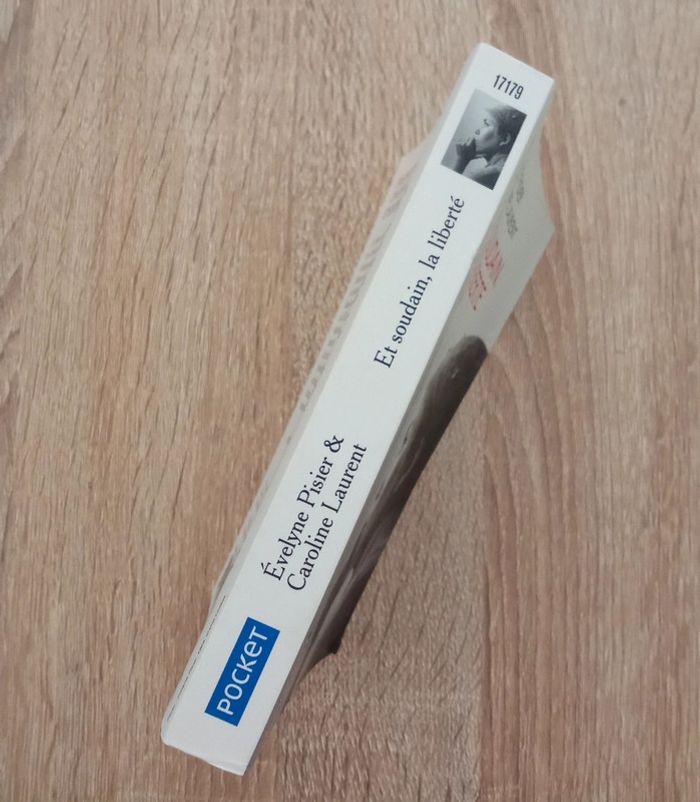 17179
Et soudain, la liberté
Évelyne Pisier &
Caroline Laurent
POCKET